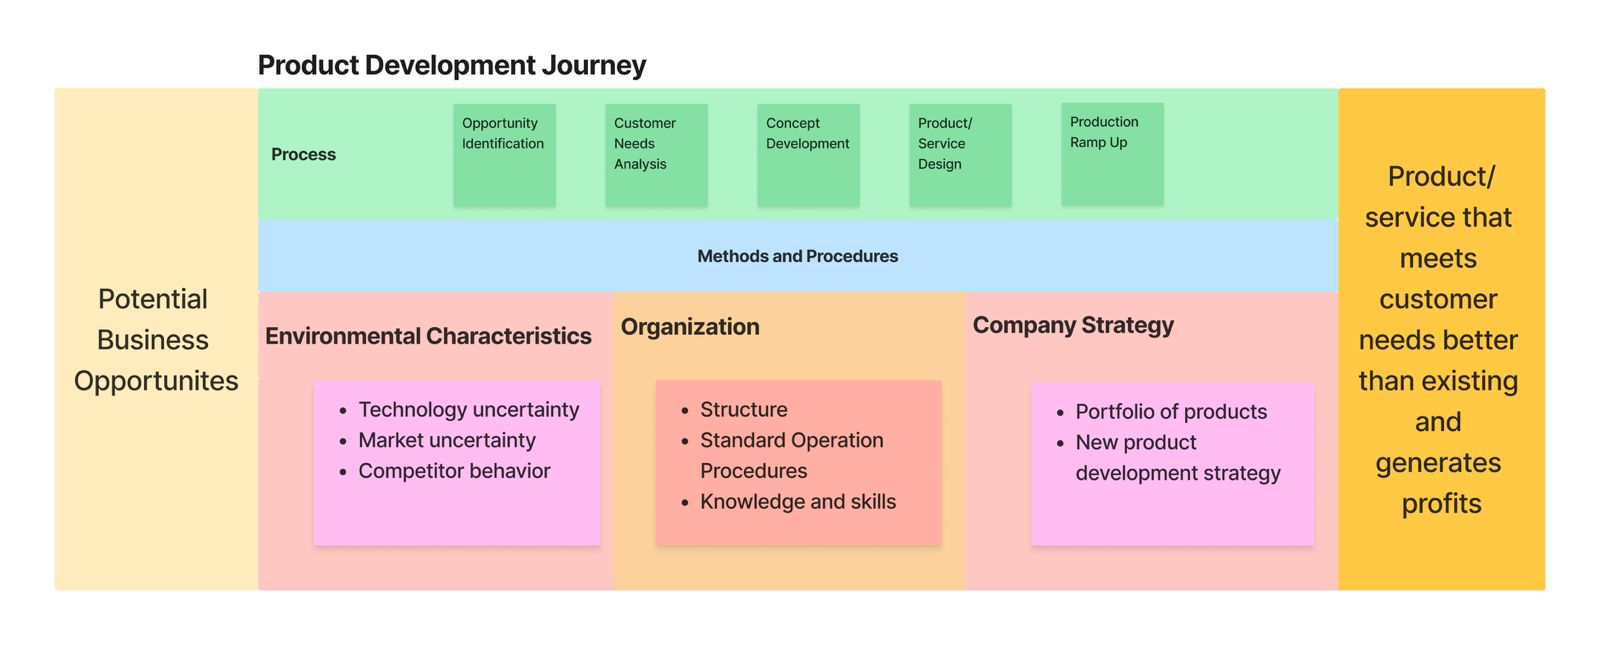 Product Development Journey
Potential
Business
Opportunites
Process
Opportunity
Identification
Customer
Needs
Analysis
Concept
Development
Product/
Service
Design
Production
Ramp Up
Methods and Procedures
Environmental Characteristics
• Technology uncertainty
• Market uncertainty
• Competitor behavior
Organization
• Structure
• Standard Operation
Procedures
• Knowledge and skills
Company Strategy
• Portfolio of products
• New product
development strategy
Product/
service that
meets
customer
needs better
than existing
and
generates
profits